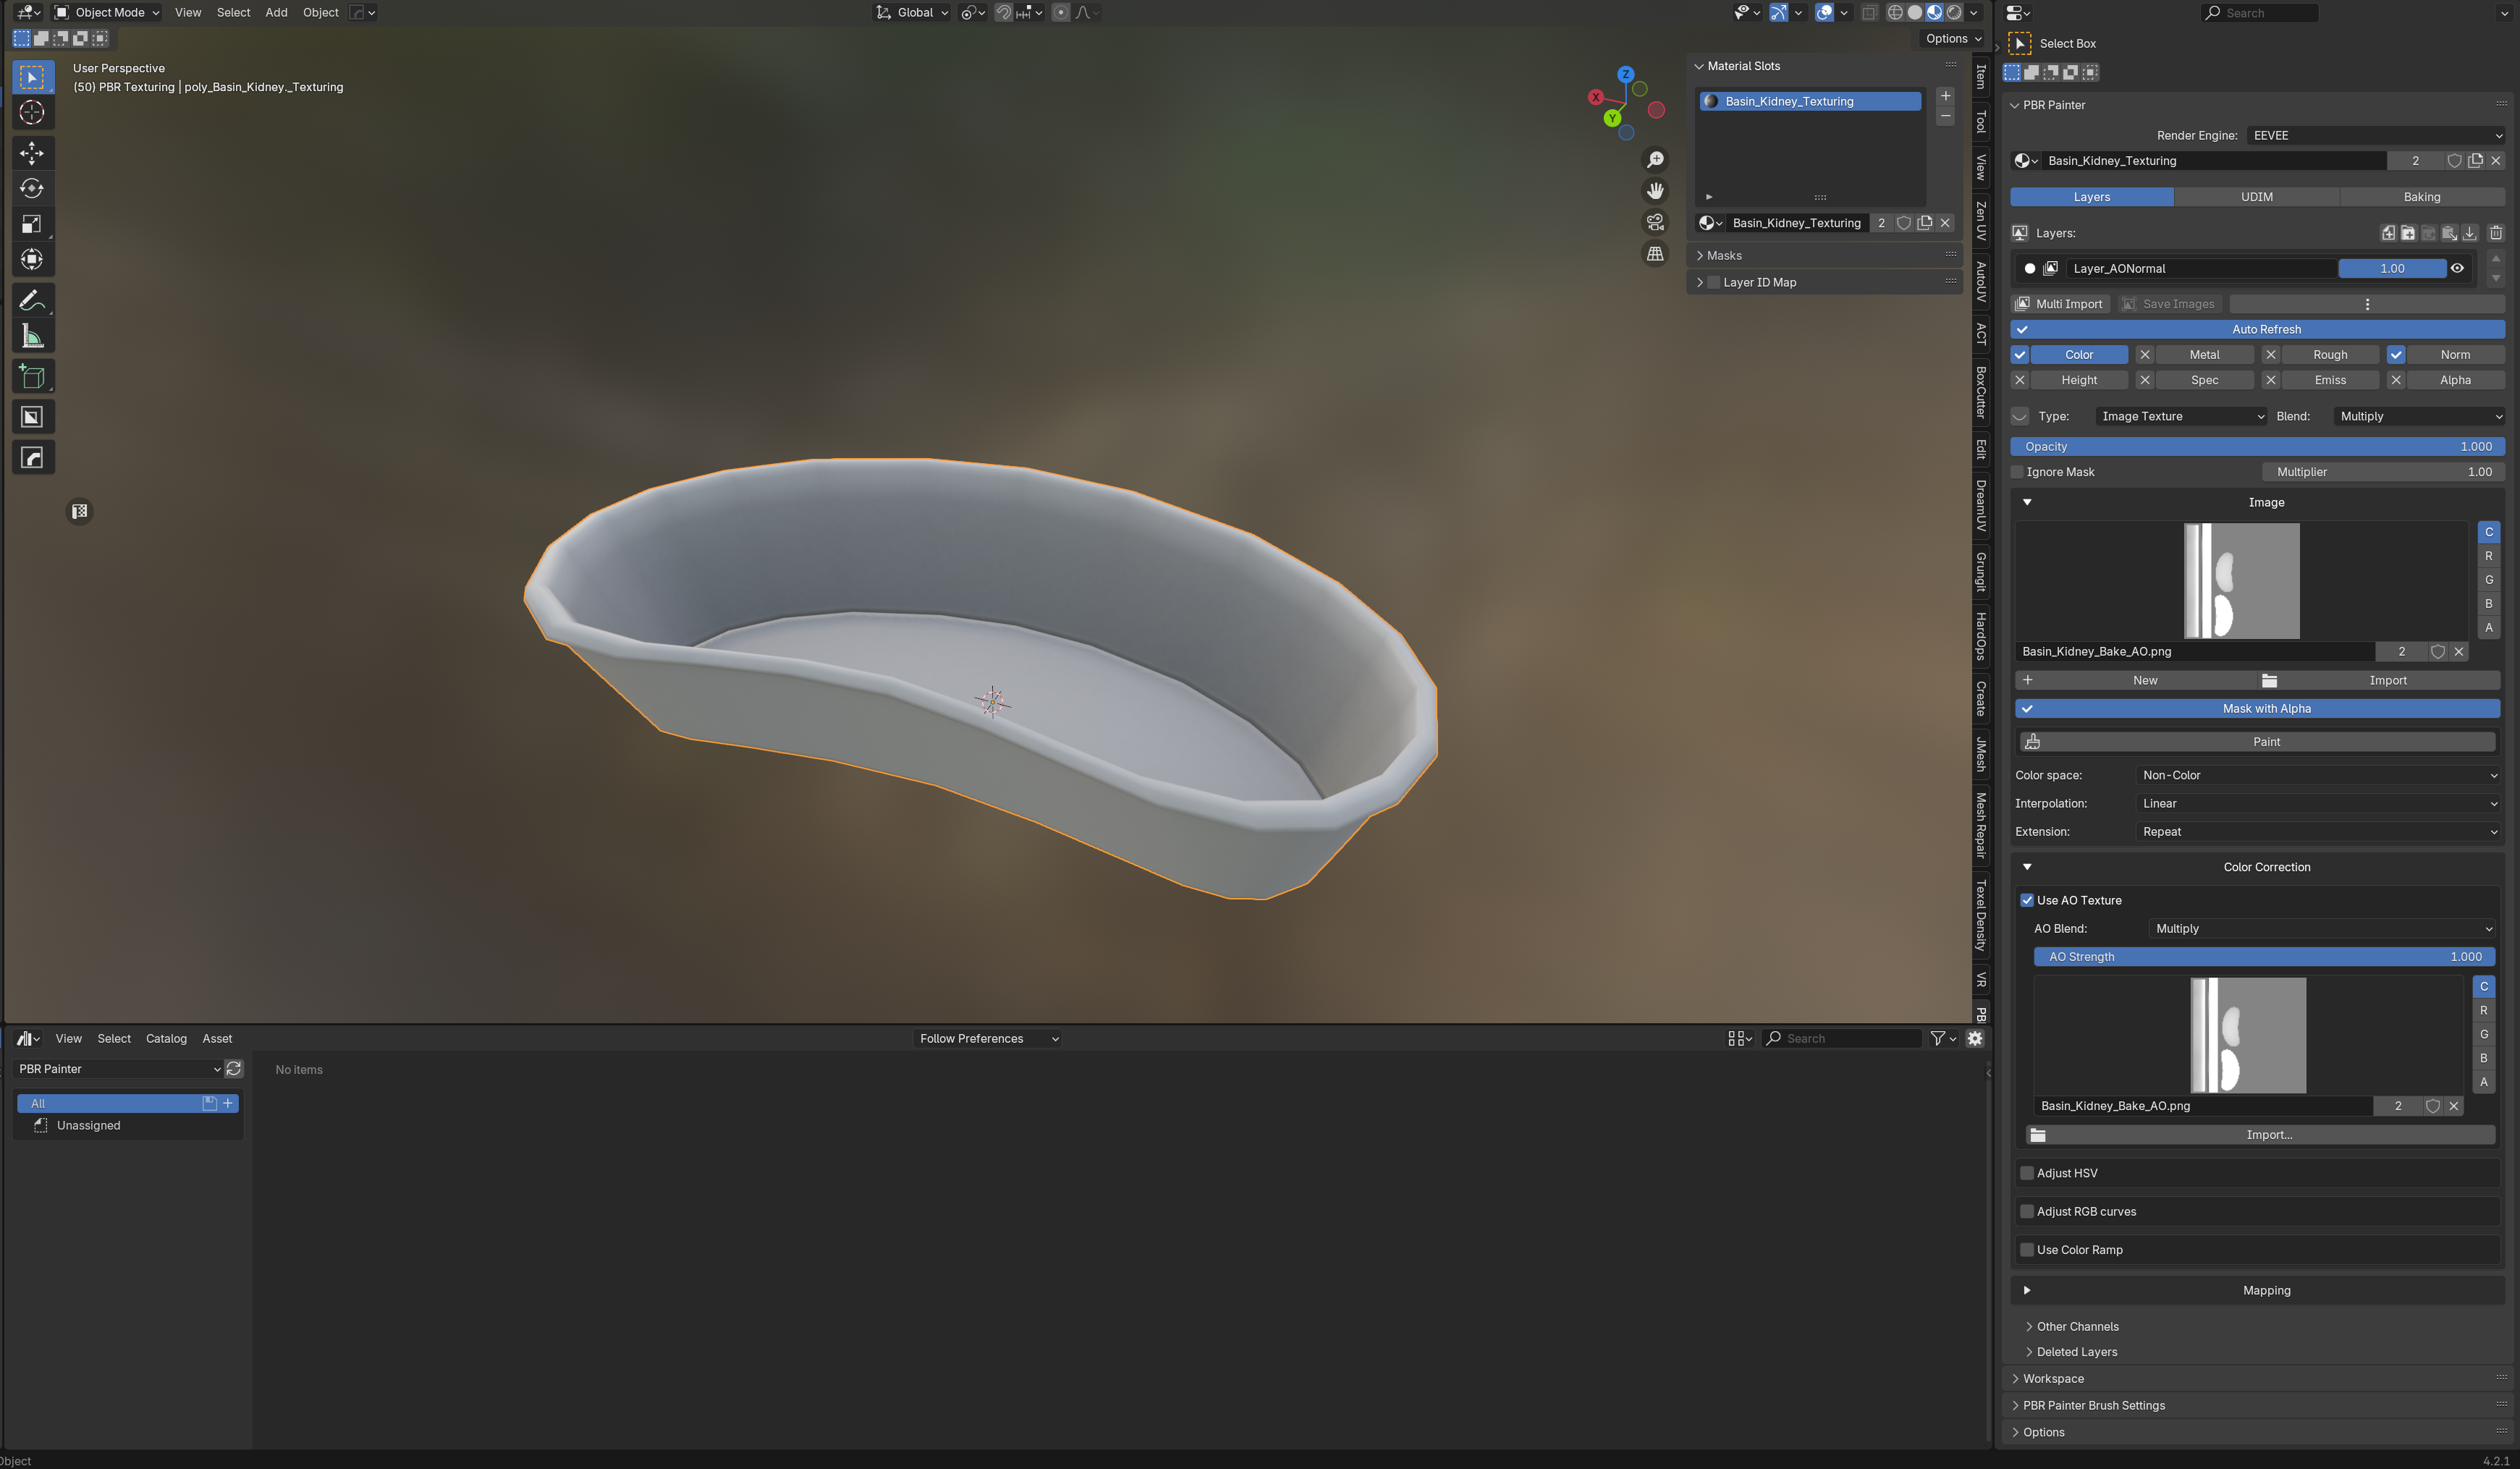 Object Mode View Select Add Object Global
Options
User Perspective
(50) PBR Texturing | poly_Basin_Kidney._Texturing
Z
X
Y
Material Slots
Basin_Kidney_Texturing
Basin_Kidney_Texturing 2
Masks
Layer ID Map
Item
Tool
View
Zen UV
AutoUV
ACT
BoxCutter
Edit
DreamUV
Grungit
HardOps
Create
JMesh
Mesh Repair
Texel Density
VR
View Select Catalog Asset Follow Preferences Search
PBR Painter
No items
All
Unassigned
Search
Select Box
PBR Painter
Render Engine: EEVEE
Basin_Kidney_Texturing 2
Layers UDIM Baking
Layers:
Layer_AONormal 1.00
Multi Import Save Images
Auto Refresh
Color Metal Rough Norm
Height Spec Emiss Alpha
Type: Image Texture Blend: Multiply
Opacity 1.000
Ignore Mask Multiplier 1.00
Image
C
R
G
B
A
Basin_Kidney_Bake_AO.png 2
New Import
Mask with Alpha
Paint
Color space: Non-Color
Interpolation: Linear
Extension: Repeat
Color Correction
Use AO Texture
AO Blend: Multiply
AO Strength 1.000
C
R
G
B
A
Basin_Kidney_Bake_AO.png 2
Import...
Adjust HSV
Adjust RGB curves
Use Color Ramp
Mapping
Other Channels
Deleted Layers
Workspace
PBR Painter Brush Settings
Options
4.2.1